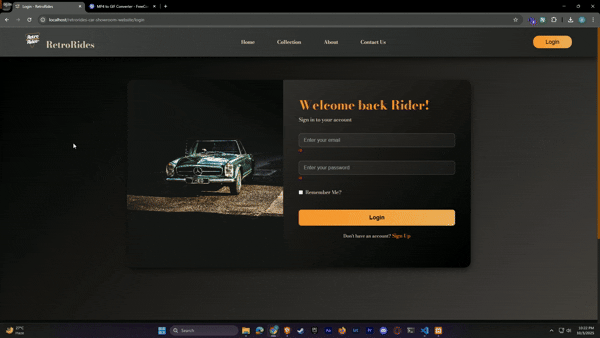 Login - RetroRides
MP4 to GIF Converter - FreeCo
localhost/retrorides-car-showroom-website/login
RetroRides
Home
Collection
About
Contact Us
Login
Welcome back Rider!
Sign in to your account
Enter your email
Enter your password
Remember Me?
Login
Don't have an account? Sign Up
27°C
Haze
Search
10:22 PM
10/3/2025